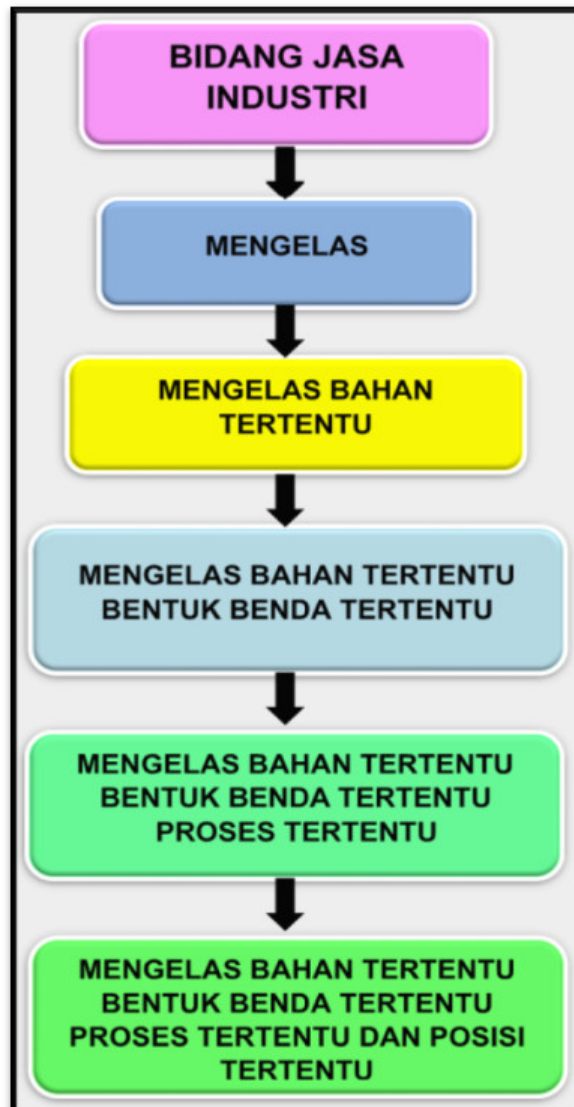 BIDANG JASA
INDUSTRI
MENGELAS
MENGELAS BAHAN
TERTENTU
MENGELAS BAHAN TERTENTU
BENTUK BENDA TERTENTU
MENGELAS BAHAN TERTENTU
BENTUK BENDA TERTENTU
PROSES TERTENTU
MENGELAS BAHAN TERTENTU
BENTUK BENDA TERTENTU
PROSES TERTENTU DAN POSISI
TERTENTU